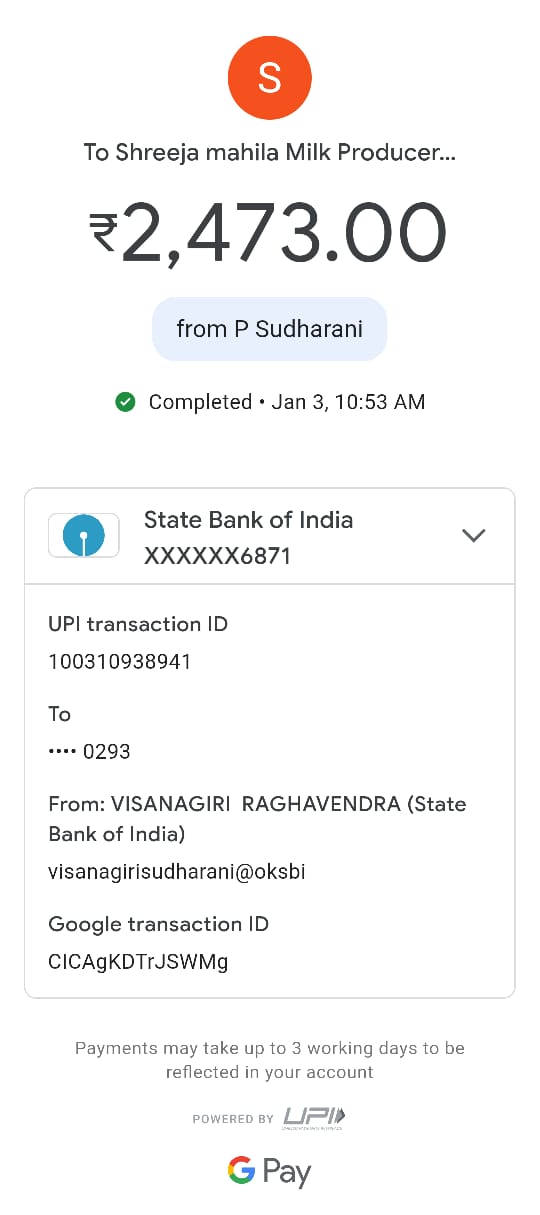 S
To Shreeja mahila Milk Producer...
₹2,473.00
from P Sudharani
Completed • Jan 3, 10:53 AM
State Bank of India
XXXXXX6871
UPI transaction ID
100310938941
To
•••• 0293
From: VISANAGIRI RAGHAVENDRA (State
Bank of India)
visanagirisudharani@oksbi
Google transaction ID
CICAgKDTrJSWMg
Payments may take up to 3 working days to be
reflected in your account
POWERED BY UPI
G Pay